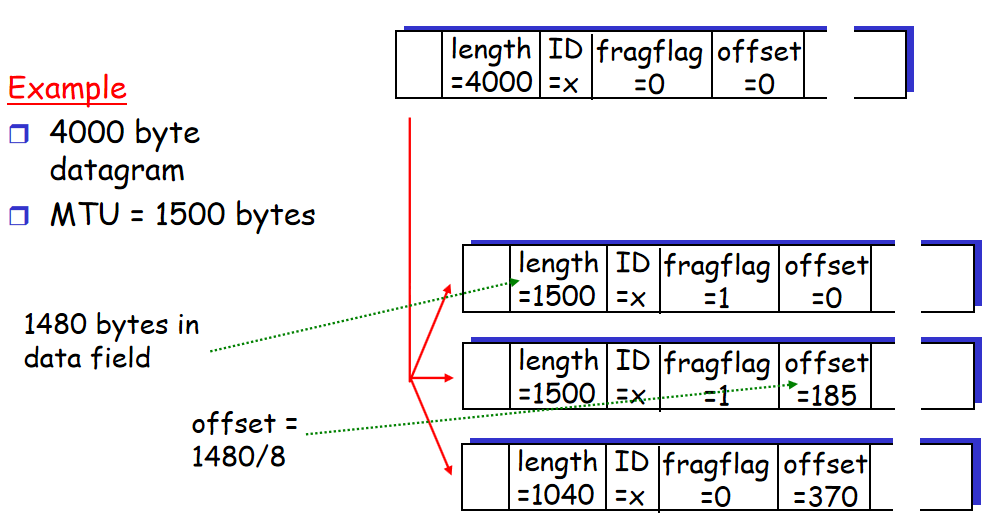 length ID fragflag offset
=4000 =x =0 =0
Example
4000 byte
datagram
MTU = 1500 bytes
length ID fragflag offset
=1500 =x =1 =0
1480 bytes in
data field
length ID fragflag offset
=1500 =x =1 =185
offset =
1480/8
length ID fragflag offset
=1040 =x =0 =370